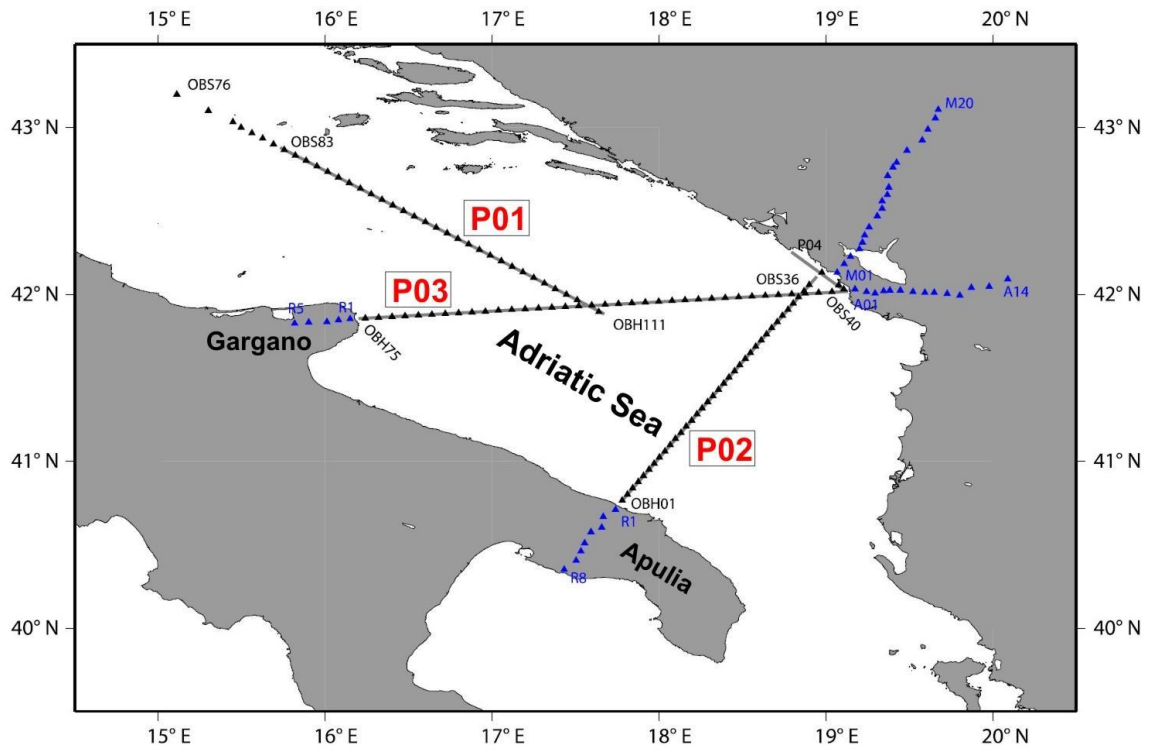 15° E 16° E 17° E 18° E 19° E 20° N
OBS76
M20
43° N 43° N
OBS83
P01
P04
OBS36 M01
42° N P03 42° N
R5 R1 A01 A14
OBH111 OBS40
Gargano OBH75
Adriatic Sea
41° N P02 41° N
OBH01
R1
Apulia
R8
40° N 40° N
15° E 16° E 17° E 18° E 19° E 20° N